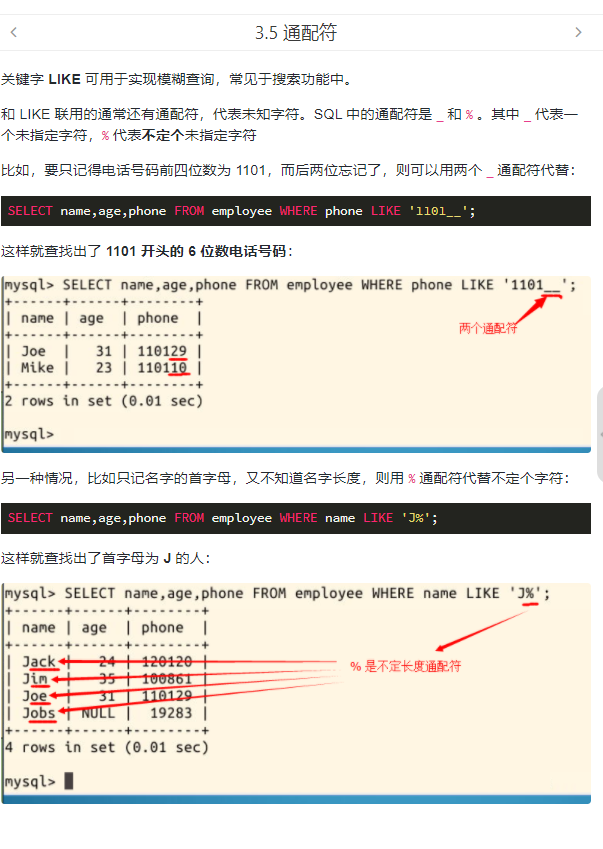 3.5 通配符
关键字 LIKE 可用于实现模糊查询，常见于搜索功能中。
和 LIKE 联用的通常还有通配符，代表未知字符。SQL 中的通配符是 _ 和 % 。其中 _ 代表一
个未指定字符，% 代表不定个未指定字符
比如，要只记得电话号码前四位数为 1101，而后两位忘记了，则可以用两个 _ 通配符代替：
SELECT name,age,phone FROM employee WHERE phone LIKE '1101__';
这样就查找出了 1101 开头的 6 位数电话号码：
mysql> SELECT name,age,phone FROM employee WHERE phone LIKE '1101__';
+------+------+--------+
| name | age  | phone  |
+------+------+--------+
| Joe  |   31 | 110129 |
| Mike |   23 | 110110 |
+------+------+--------+
2 rows in set (0.01 sec)
mysql>
两个通配符
另一种情况，比如只记名字的首字母，又不知道名字长度，则用 % 通配符代替不定个字符：
SELECT name,age,phone FROM employee WHERE name LIKE 'J%';
这样就查找出了首字母为 J 的人：
mysql> SELECT name,age,phone FROM employee WHERE name LIKE 'J%';
+------+------+--------+
| name | age  | phone  |
+------+------+--------+
| Jack |   24 | 120120 |
| Jim  |   35 | 100861 |
| Joe  |   31 | 110129 |
| Jobs | NULL |  19283 |
+------+------+--------+
4 rows in set (0.01 sec)
mysql>
% 是不定长度通配符